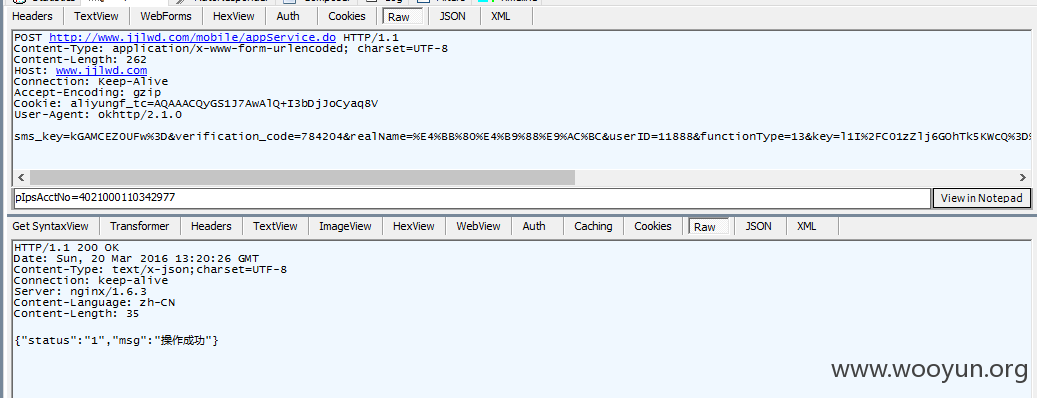 Headers TextView WebForms HexView Auth Cookies Raw JSON XML
POST http://www.jjlwd.com/mobile/appService.do HTTP/1.1
Content-Type: application/x-www-form-urlencoded; charset=UTF-8
Content-Length: 262
Host: www.jjlwd.com
Connection: Keep-Alive
Accept-Encoding: gzip
Cookie: aliyungf_tc=AQAAACQyGS1J7AwAlQ+I3bDjJoCyaq8V
User-Agent: okhttp/2.1.0
sms_key=kGAMCEZOUFw%3D&verification_code=784204&realName=%E4%BB%80%E4%B9%88%E9%AC%BC&userID=11888&functionType=13&key=l1I%2FCO1zZlj6GOhTk5KWcQ%3D%
pIpsAcctNo=4021000110342977 View in Notepad
Get SyntaxView Transformer Headers TextView ImageView HexView WebView Auth Caching Cookies Raw JSON XML
HTTP/1.1 200 OK
Date: Sun, 20 Mar 2016 13:20:26 GMT
Content-Type: text/x-json;charset=UTF-8
Connection: keep-alive
Server: nginx/1.6.3
Content-Language: zh-CN
Content-Length: 35
{"status":"1","msg":"操作成功"}
www.wooyun.org